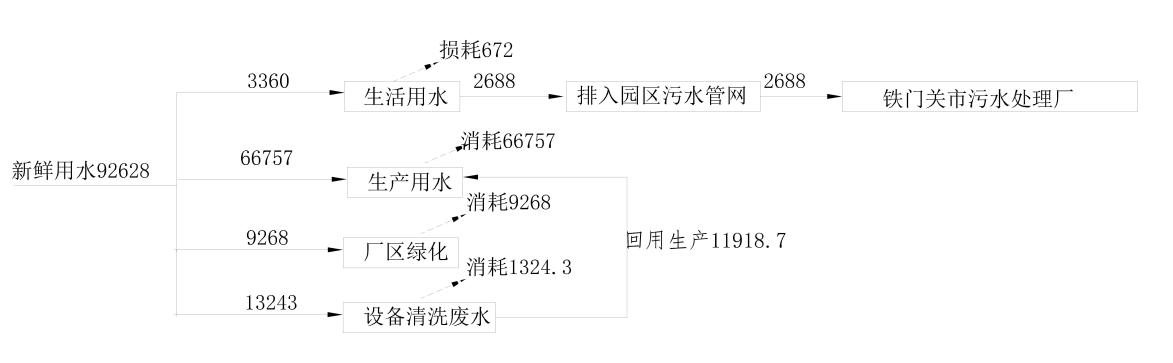 损耗672
3360
生活用水
2688
排入园区污水管网
2688
铁门关市污水处理厂
消耗66757
新鲜用水92628
66757
生产用水
消耗9268
9268
厂区绿化
回用生产11918.7
消耗1324.3
13243
设备清洗废水